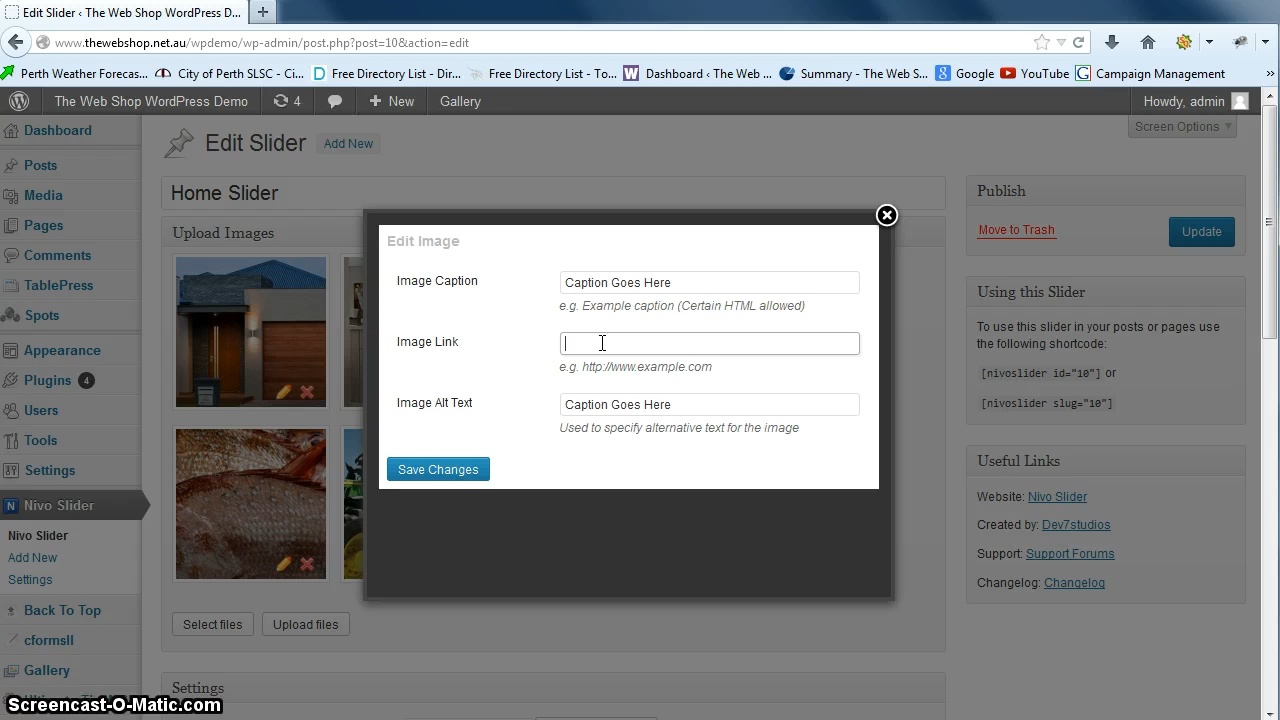 Edit Slider ‹ The Web Shop WordPress D...
www.thewebshop.net.au/wpdemo/wp-admin/post.php?post=10&action=edit
Perth Weather Forecas... City of Perth SLSC - Ci... Free Directory List - Dir... Free Directory List - To... Dashboard ‹ The Web ... Summary - The Web S... Google YouTube Campaign Management
The Web Shop WordPress Demo 4 New Gallery Howdy, admin
Screen Options
Dashboard
Posts
Media
Pages
Comments
TablePress
Spots
Appearance
Plugins 4
Users
Tools
Settings
Nivo Slider
Nivo Slider
Add New
Settings
Back To Top
cformsII
Gallery
Edit Slider Add New
Home Slider
Upload Images
Edit Image
Image Caption Caption Goes Here
e.g. Example caption (Certain HTML allowed)
Image Link
e.g. http://www.example.com
Image Alt Text Caption Goes Here
Used to specify alternative text for the image
Save Changes
Select files Upload files
Settings
Publish
Move to Trash Update
Using this Slider
To use this slider in your posts or pages use
the following shortcode:
[nivoslider id="10"] or
[nivoslider slug="10"]
Useful Links
Website: Nivo Slider
Created by: Dev7studios
Support: Support Forums
Changelog: Changelog
Screencast-O-Matic.com